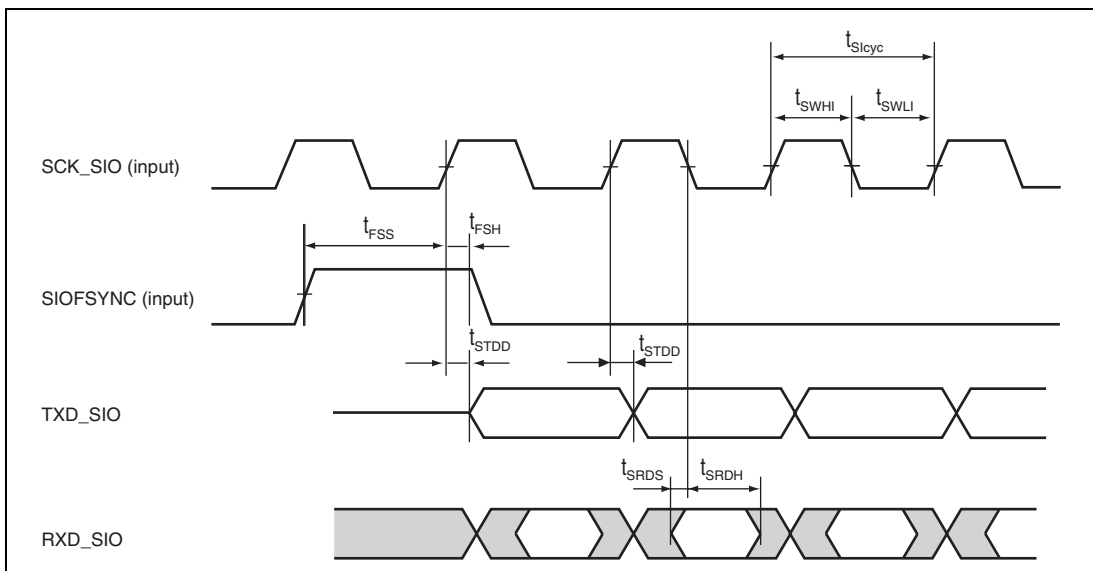 tSIcyc
tSWHI tSWLI
SCK_SIO (input)
tFSS tFSH
SIOFSYNC (input)
tSTDD tSTDD
TXD_SIO
tSRDS tSRDH
RXD_SIO